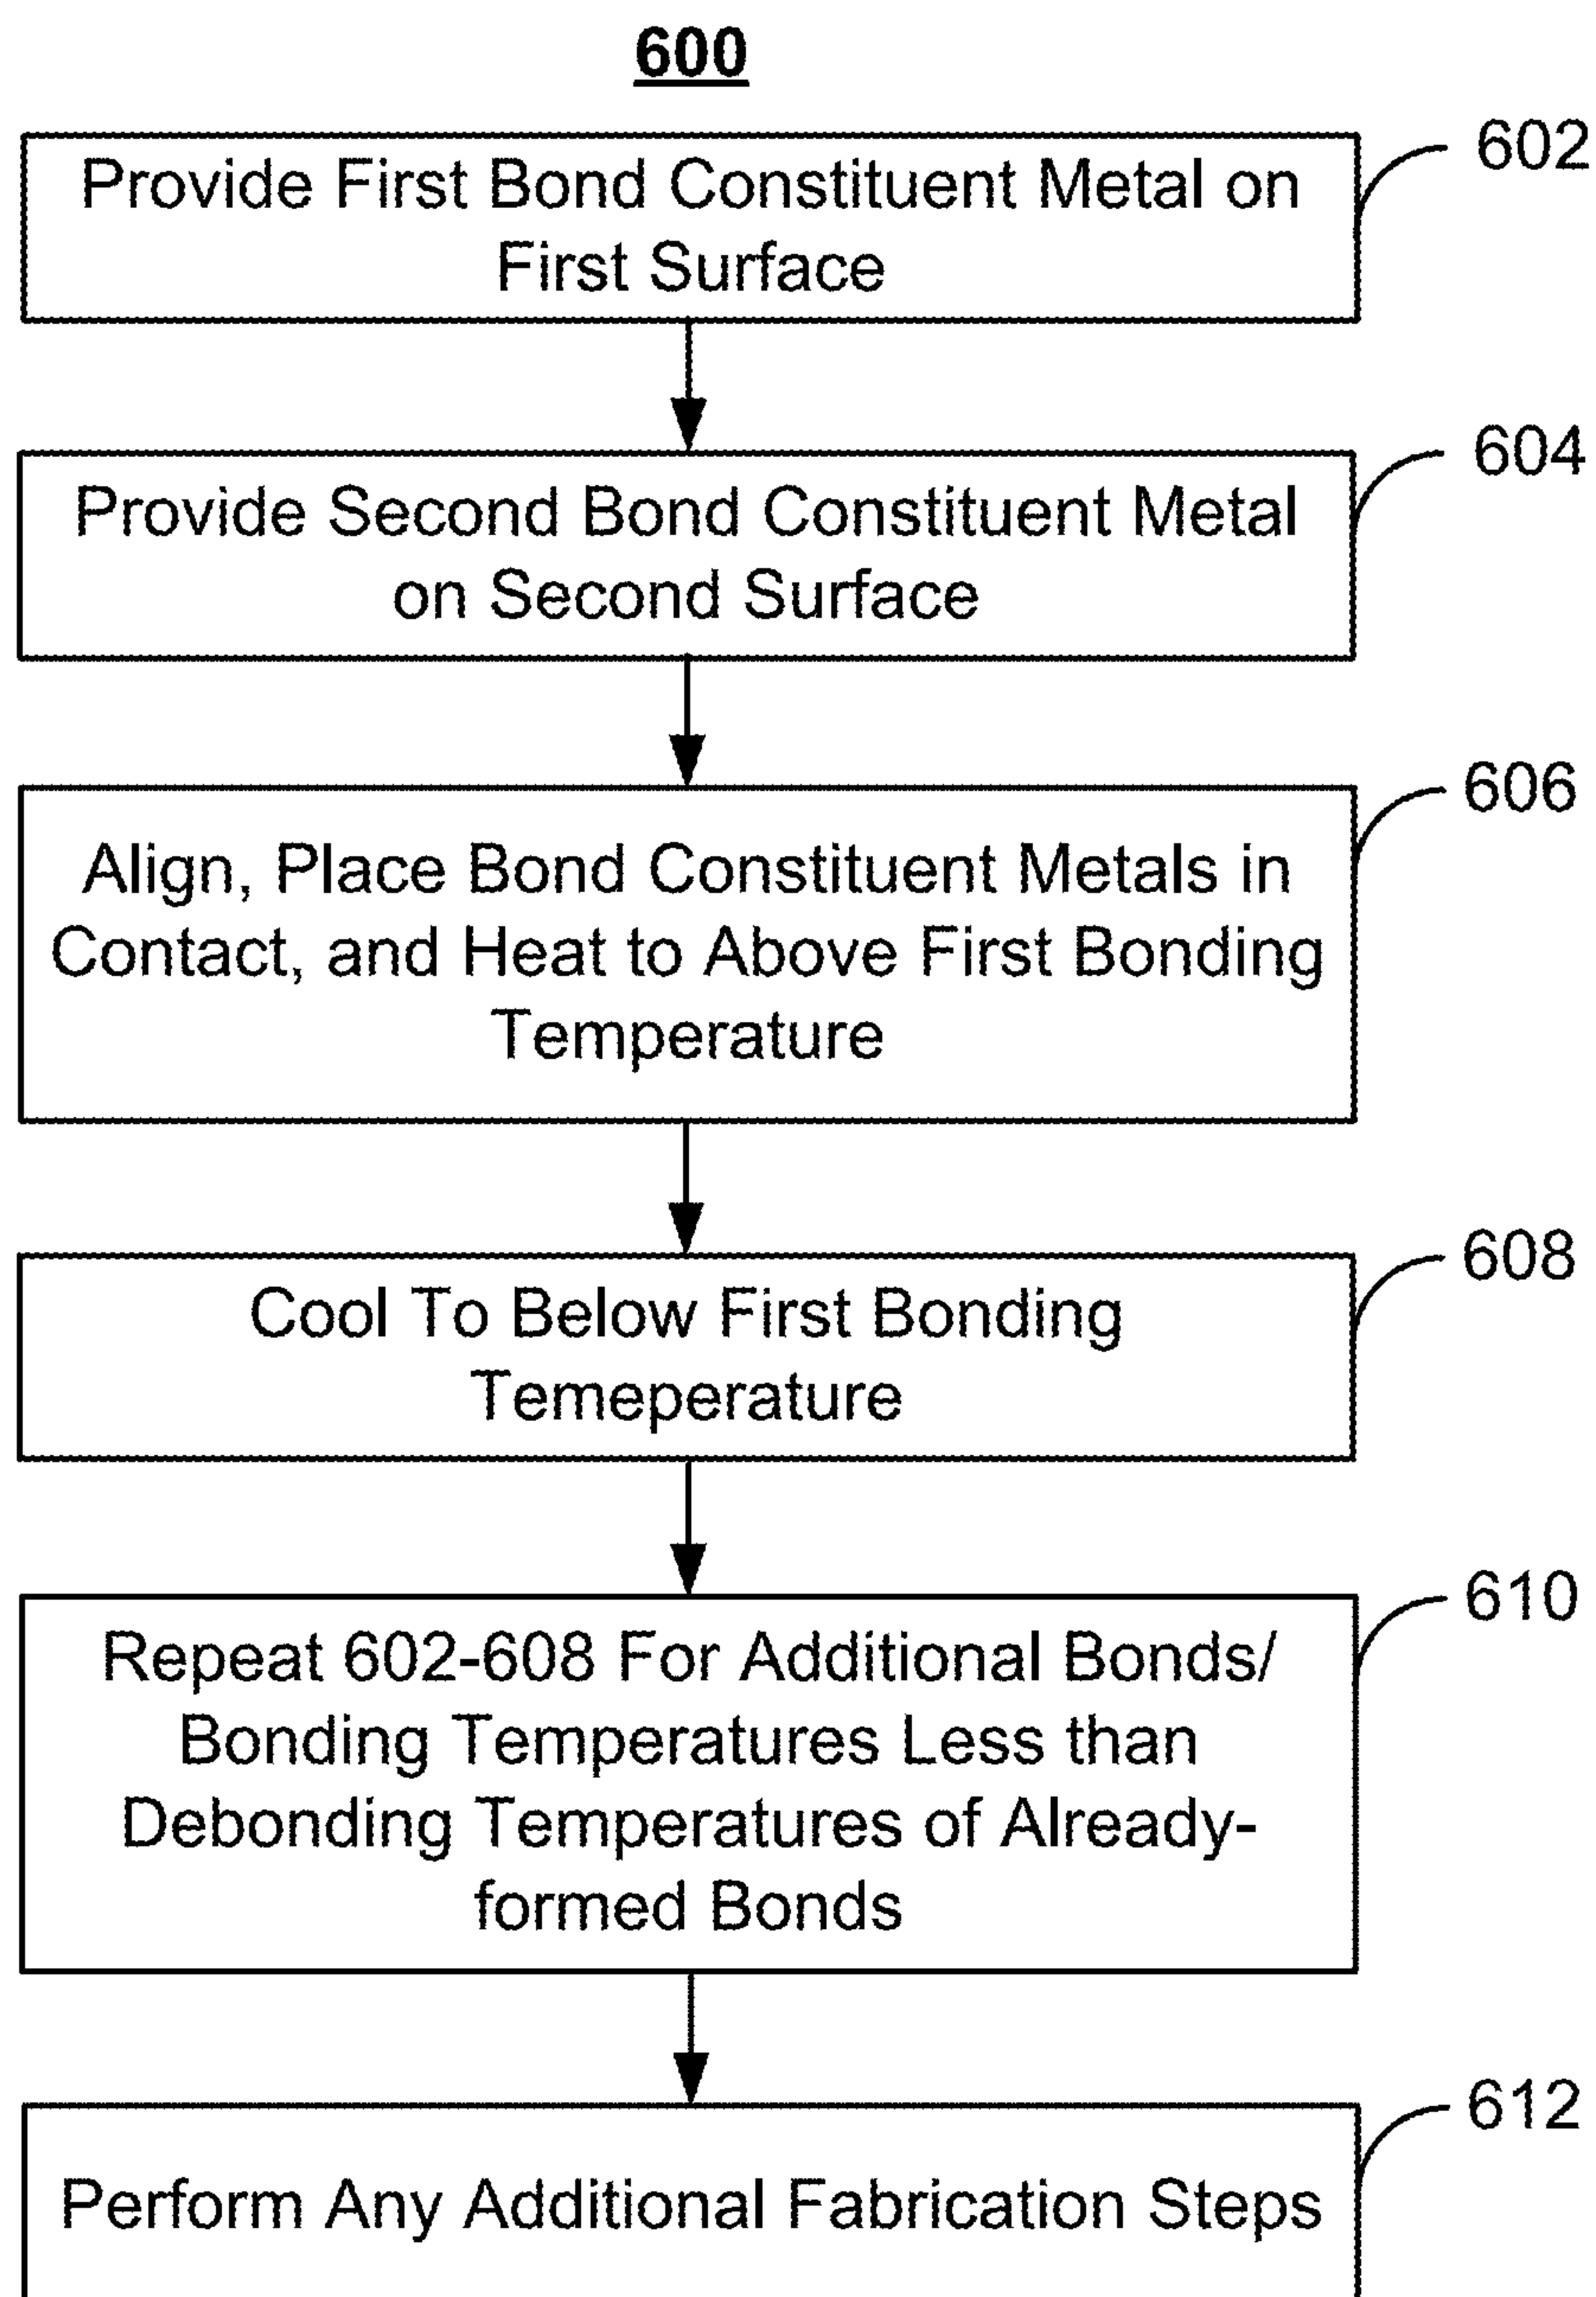 600
602
Provide First Bond Constituent Metal on
First Surface
604
Provide Second Bond Constituent Metal
on Second Surface
606
Align, Place Bond Constituent Metals in
Contact, and Heat to Above First Bonding
Temperature
608
Cool To Below First Bonding
Temeperature
610
Repeat 602-608 For Additional Bonds/
Bonding Temperatures Less than
Debonding Temperatures of Already-
formed Bonds
612
Perform Any Additional Fabrication Steps